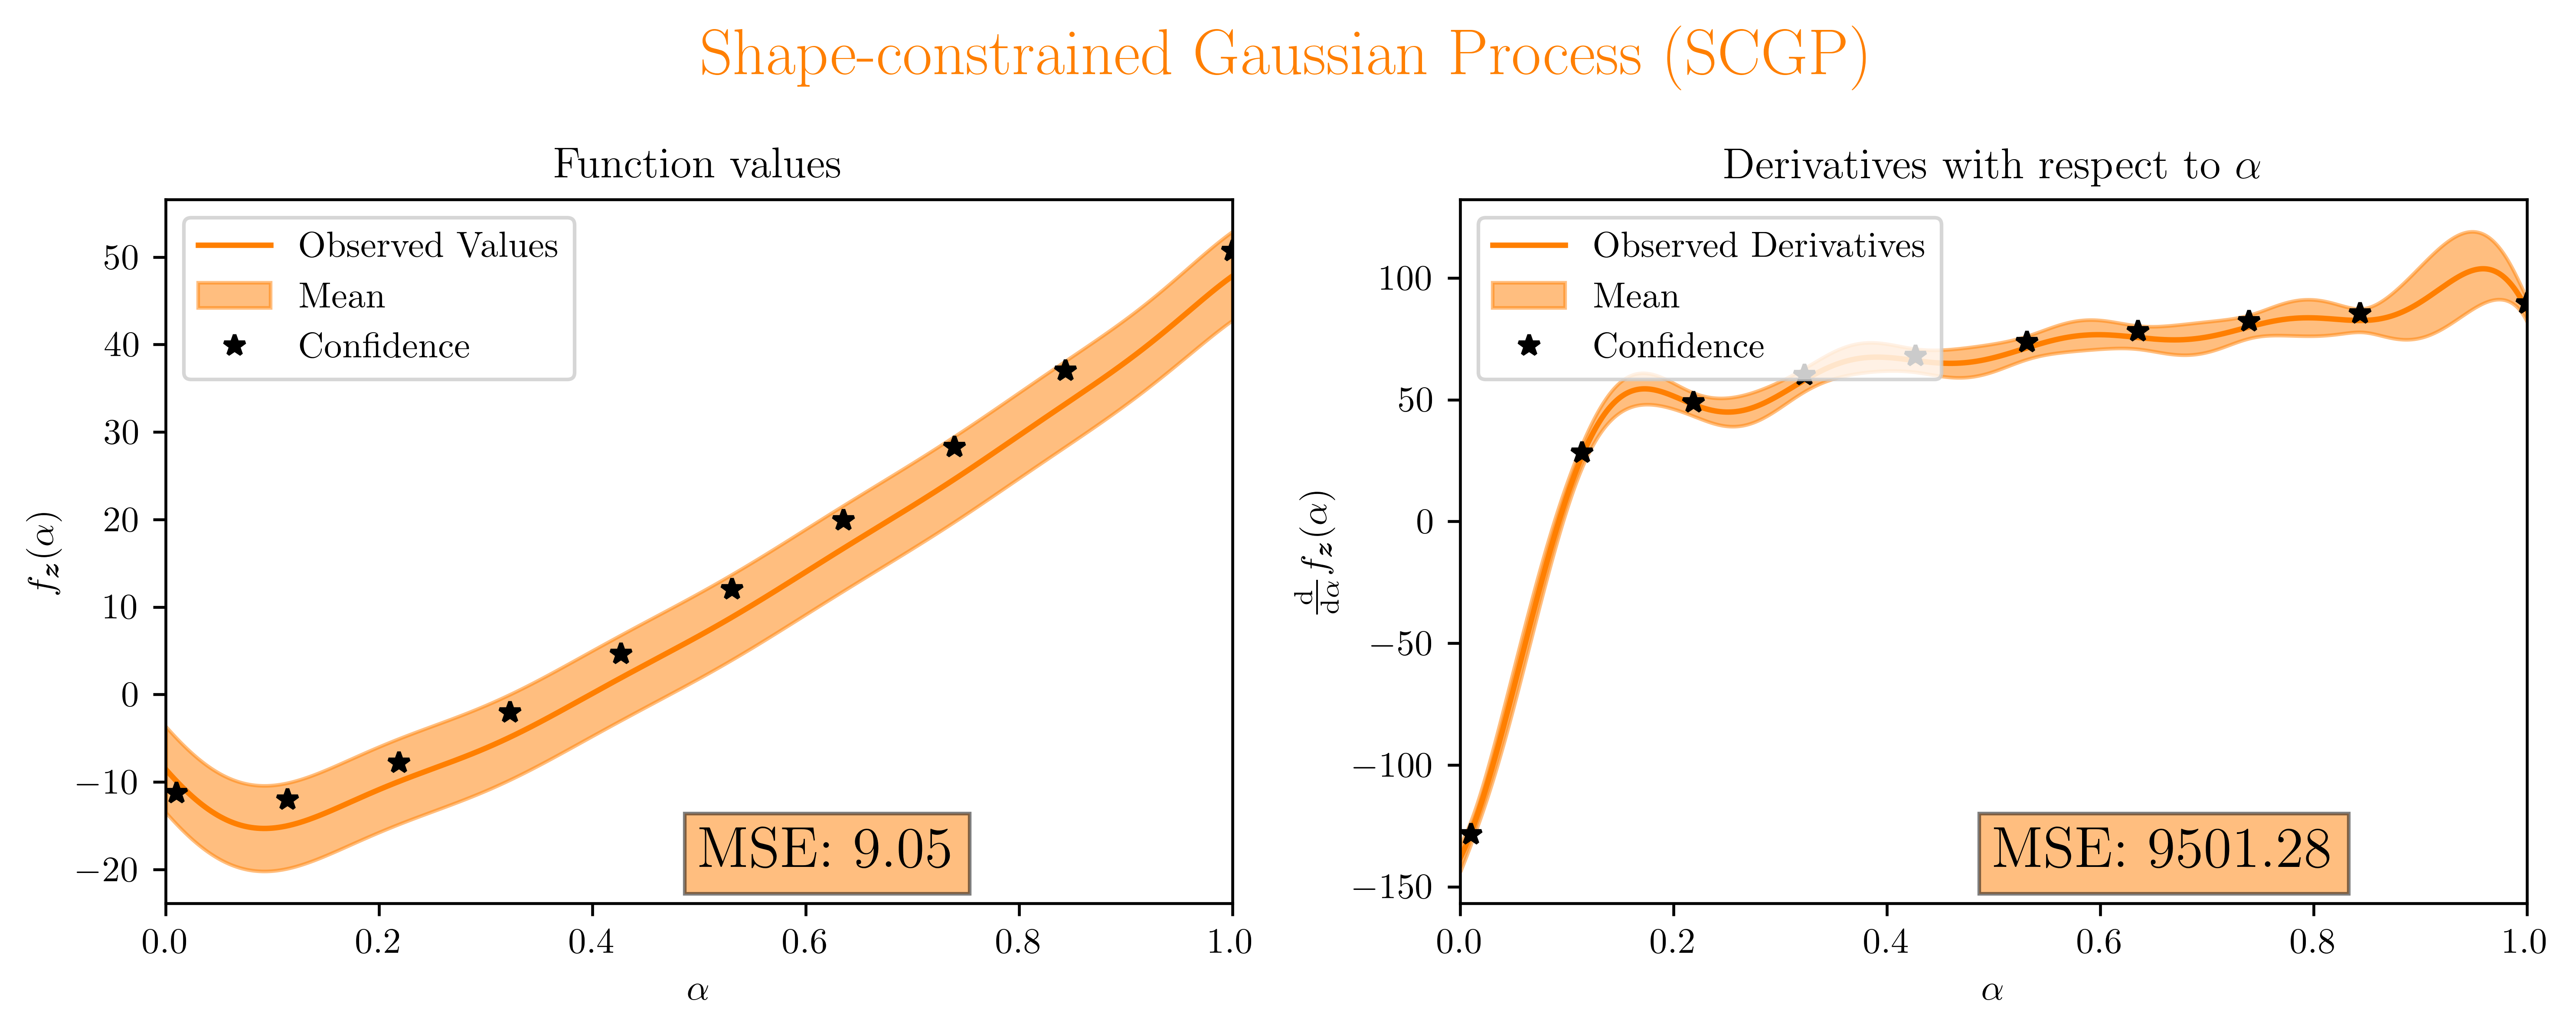 Shape-constrained Gaussian Process (SCGP)
Function values
Observed Values
Mean
Confidence
50
40
30
20
10
0
−10
−20
f_z(α)
MSE: 9.05
0.0 0.2 0.4 0.6 0.8 1.0
α
Derivatives with respect to α
Observed Derivatives
Mean
Confidence
100
50
0
−50
−100
−150
d/dα f_z(α)
MSE: 9501.28
0.0 0.2 0.4 0.6 0.8 1.0
α